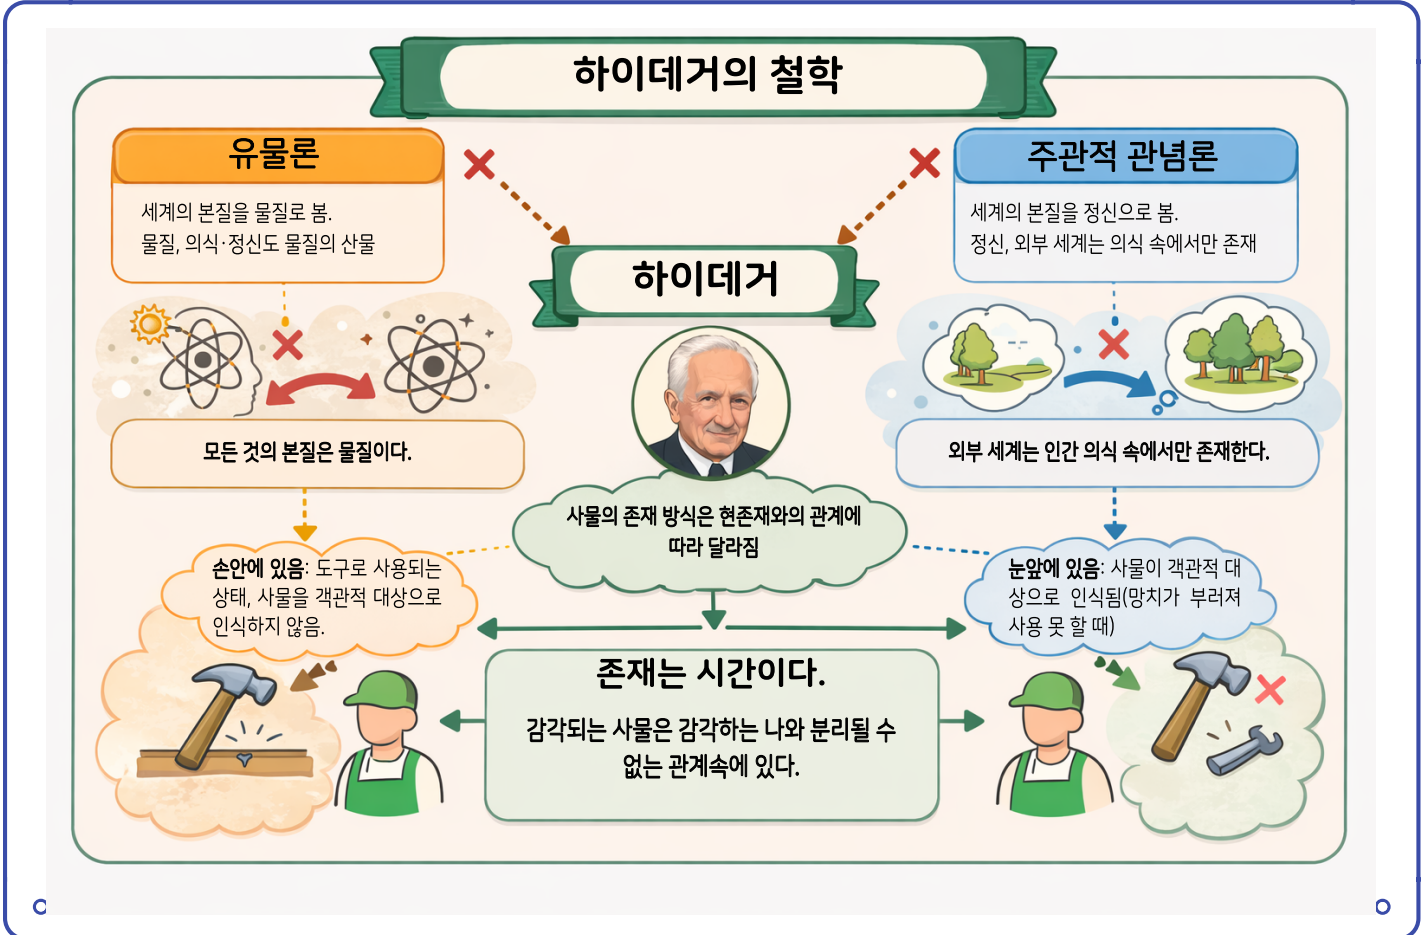 하이데거의 철학
유물론
세계의 본질을 물질로 봄.
물질, 의식·정신도 물질의 산물
주관적 관념론
세계의 본질을 정신으로 봄.
정신, 외부 세계는 의식 속에서만 존재
하이데거
모든 것의 본질은 물질이다.
외부 세계는 인간 의식 속에서만 존재한다.
사물의 존재 방식은 현존재와의 관계에
따라 달라짐
손안에 있음: 도구로 사용되는
상태, 사물을 객관적 대상으로
인식하지 않음.
눈앞에 있음: 사물이 객관적 대
상으로 인식됨(망치가 부러져
사용 못 할 때)
존재는 시간이다.
감각되는 사물은 감각하는 나와 분리될 수
없는 관계속에 있다.